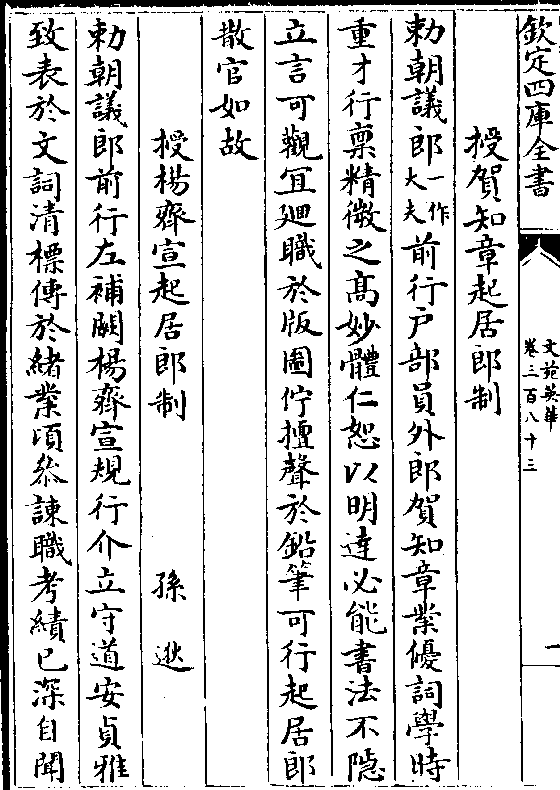 欽定四庫全書
文苑英華
卷三百八十三
一
授賀知章起居郎制
勅朝議郎一作大夫前行户部員外郎賀知章業優詞學時
重才行稟精微之高妙體仁恕以明達必能書法不隱
立言可觀宜廻職於版圖佇擅聲於鉛筆可行起居郎
散官如故
授楊齊宣起居郎制 孫逖
勅朝議郎前行左補闕楊齊宣規行介立守道安貞雅
致表於文詞清標傳於緒業頃叅諫職考績已深自聞